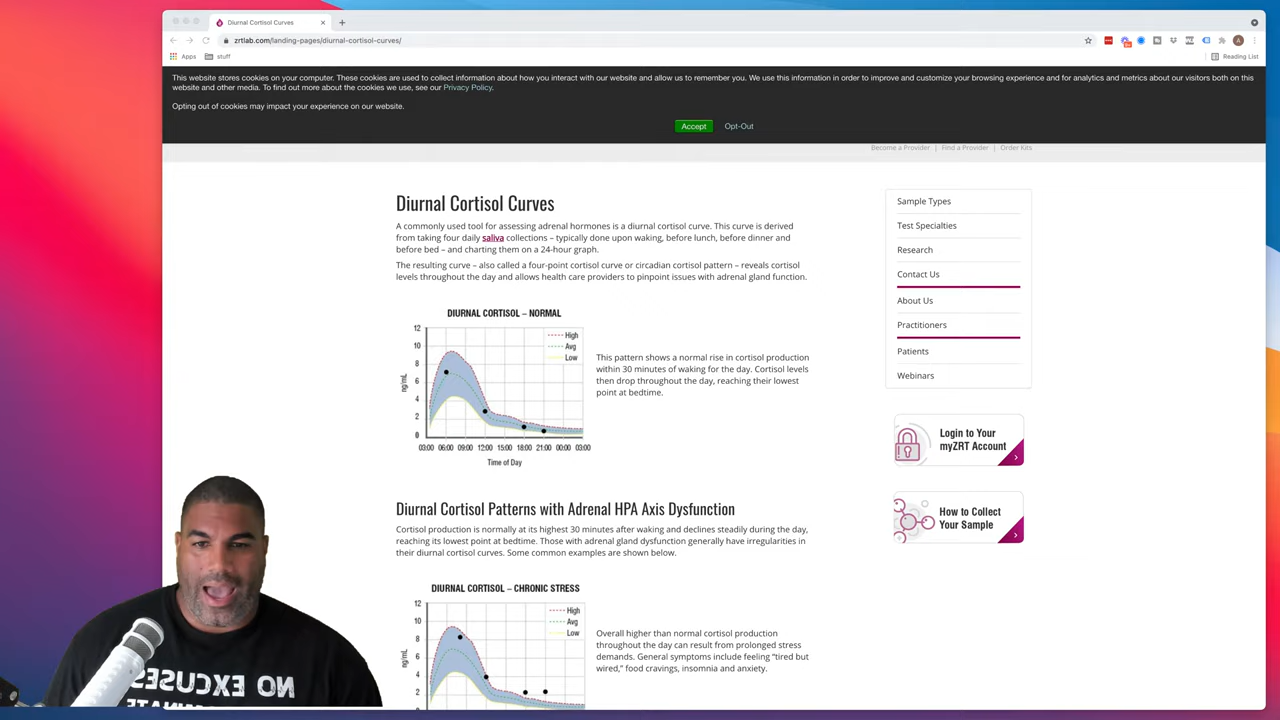 Diurnal Cortisol Curves
zrtlab.com/landing-pages/diurnal-cortisol-curves/
Apps stuff Reading List
This website stores cookies on your computer. These cookies are used to collect information about how you interact with our website and allow us to remember you. We use this information in order to improve and customize your browsing experience and for analytics and metrics about our visitors both on this
website and other media. To find out more about the cookies we use, see our Privacy Policy.
Opting out of cookies may impact your experience on our website.
Accept Opt-Out
Become a Provider | Find a Provider | Order Kits
Diurnal Cortisol Curves
A commonly used tool for assessing adrenal hormones is a diurnal cortisol curve. This curve is derived
from taking four daily saliva collections – typically done upon waking, before lunch, before dinner and
before bed – and charting them on a 24-hour graph.
The resulting curve – also called a four-point cortisol curve or circadian cortisol pattern – reveals cortisol
levels throughout the day and allows health care providers to pinpoint issues with adrenal gland function.
DIURNAL CORTISOL – NORMAL
12
10
8
6
4
2
0
ng/mL
High
Avg
Low
03:00 06:00 09:00 12:00 15:00 18:00 21:00 00:00 03:00
Time of Day
This pattern shows a normal rise in cortisol production
within 30 minutes of waking for the day. Cortisol levels
then drop throughout the day, reaching their lowest
point at bedtime.
Diurnal Cortisol Patterns with Adrenal HPA Axis Dysfunction
Cortisol production is normally at its highest 30 minutes after waking and declines steadily during the day,
reaching its lowest point at bedtime. Those with adrenal gland dysfunction generally have irregularities in
their diurnal cortisol curves. Some common examples are shown below.
DIURNAL CORTISOL – CHRONIC STRESS
12
10
8
6
4
2
ng/mL
High
Avg
Low
Overall higher than normal cortisol production
throughout the day can result from prolonged stress
demands. General symptoms include feeling “tired but
wired,” food cravings, insomnia and anxiety.
Sample Types
Test Specialties
Research
Contact Us
About Us
Practitioners
Patients
Webinars
Login to Your
myZRT Account
How to Collect
Your Sample
NO EXCUSES